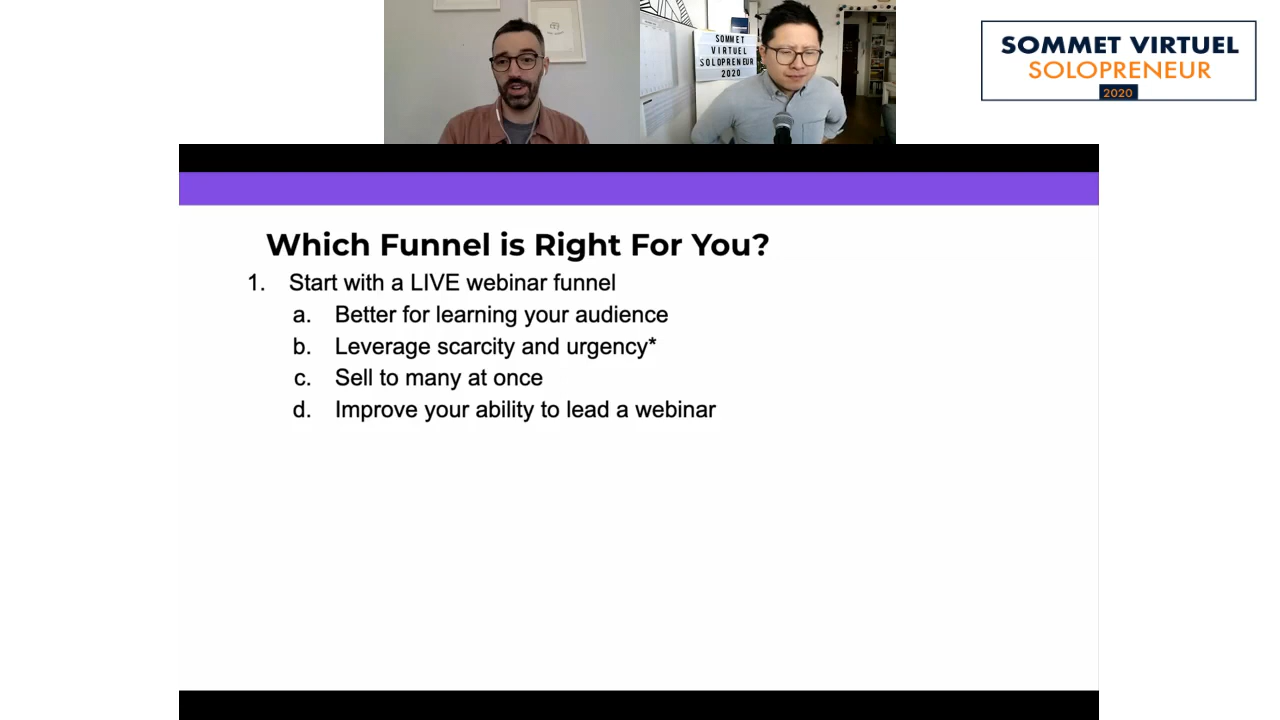 SOMMET
VIRTUEL
SOLOPRENEUR
2020
SOMMET VIRTUEL
SOLOPRENEUR
2020
Which Funnel is Right For You?
1. Start with a LIVE webinar funnel
a. Better for learning your audience
b. Leverage scarcity and urgency*
c. Sell to many at once
d. Improve your ability to lead a webinar